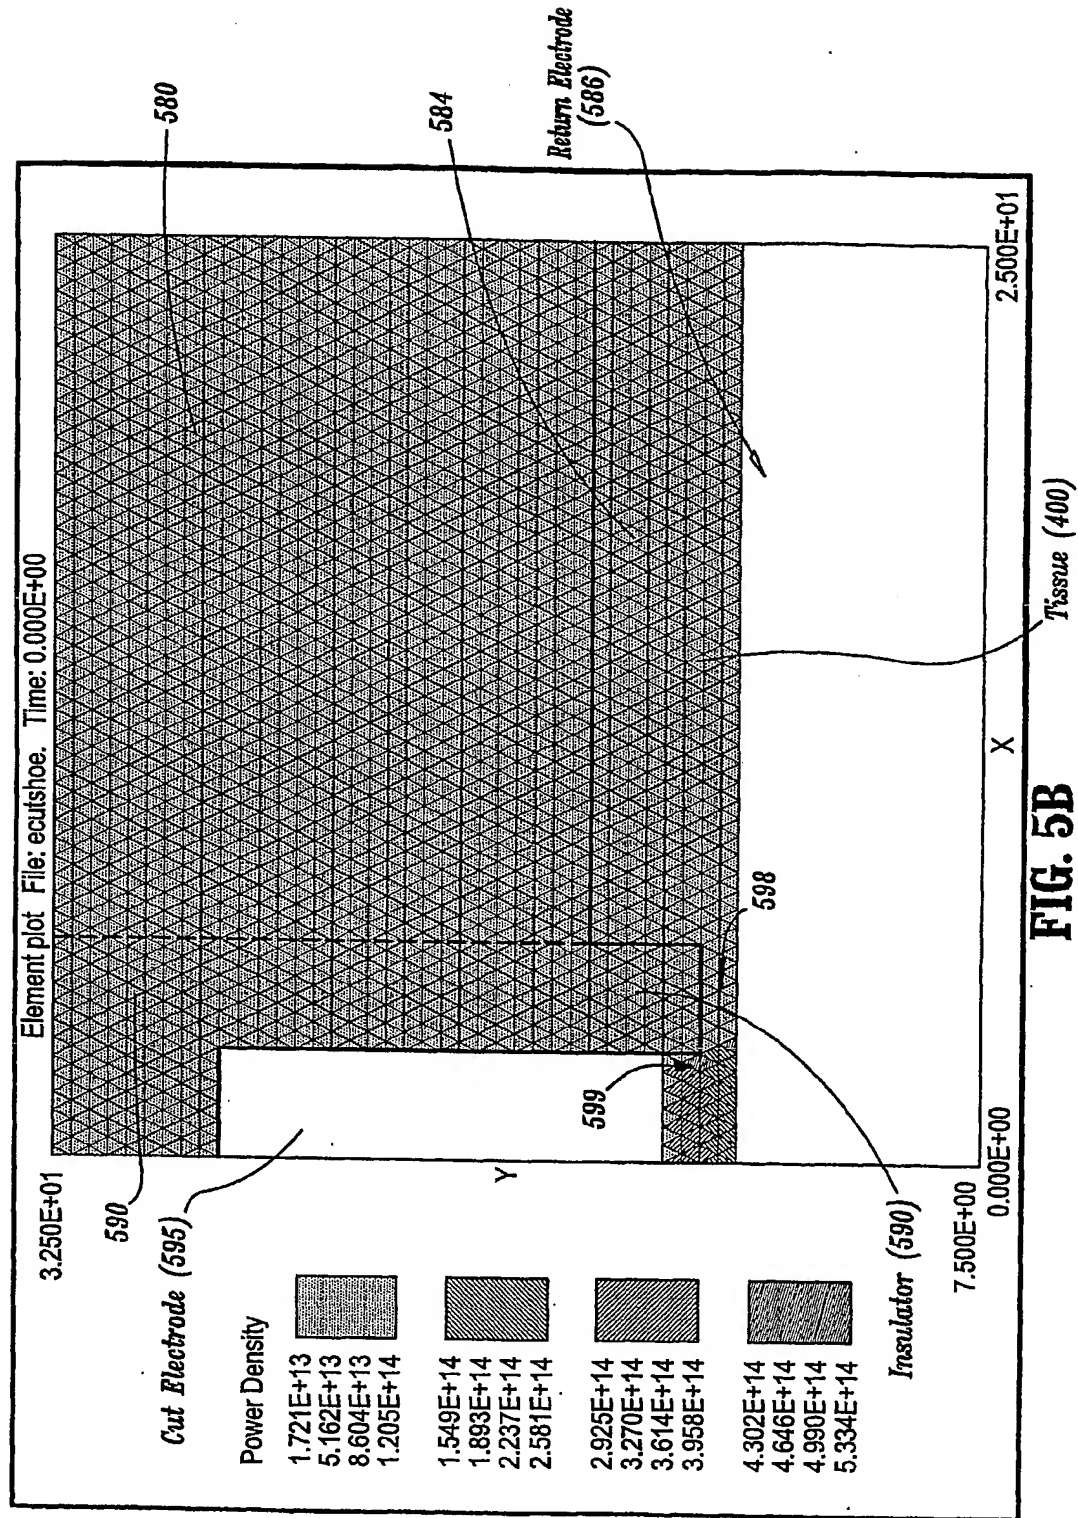 Element plot  File: ecutshoe.  Time: 0.000E+00
3.250E+01
590
Cut Electrode (595)
Power Density
1.721E+13
5.162E+13
8.604E+13
1.205E+14
1.549E+14
1.893E+14
2.237E+14
2.581E+14
2.925E+14
3.270E+14
3.614E+14
3.958E+14
4.302E+14
4.646E+14
4.990E+14
5.334E+14
Insulator (590)
Y
599
598
7.500E+00
0.000E+00
X
2.500E+01
580
584
Return Electrode
(586)
Tissue (400)
FIG. 5B